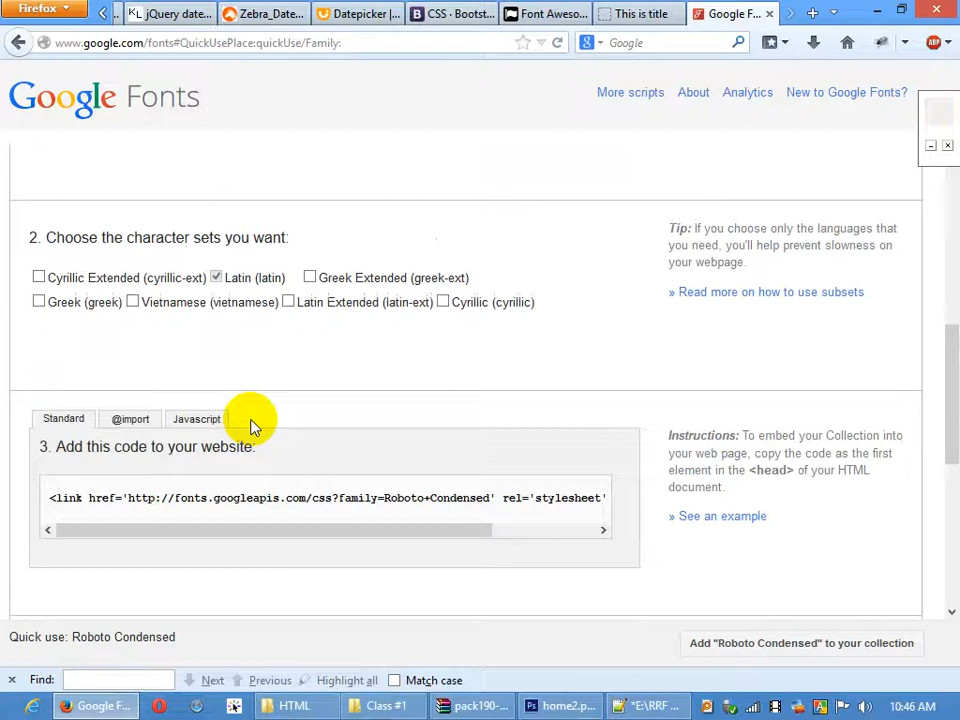 Firefox
jQuery date...
Zebra_Date...
Datepicker |...
CSS · Bootst...
Font Aweso...
This is title
Google F...
www.google.com/fonts#QuickUsePlace:quickUse/Family:
Google
Google Fonts
More scripts
About
Analytics
New to Google Fonts?
2. Choose the character sets you want:
Cyrillic Extended (cyrillic-ext) Latin (latin) Greek Extended (greek-ext)
Greek (greek) Vietnamese (vietnamese) Latin Extended (latin-ext) Cyrillic (cyrillic)
Tip: If you choose only the languages that
you need, you'll help prevent slowness on
your webpage.
» Read more on how to use subsets
Standard
@import
Javascript
3. Add this code to your website:
<link href='http://fonts.googleapis.com/css?family=Roboto+Condensed' rel='stylesheet'
Instructions: To embed your Collection into
your web page, copy the code as the first
element in the <head> of your HTML
document.
» See an example
Quick use: Roboto Condensed
Add "Roboto Condensed" to your collection
Find:
Next
Previous
Highlight all
Match case
Google F...
HTML
Class #1
pack190-...
home2.p...
*E:\RRF ...
10:46 AM